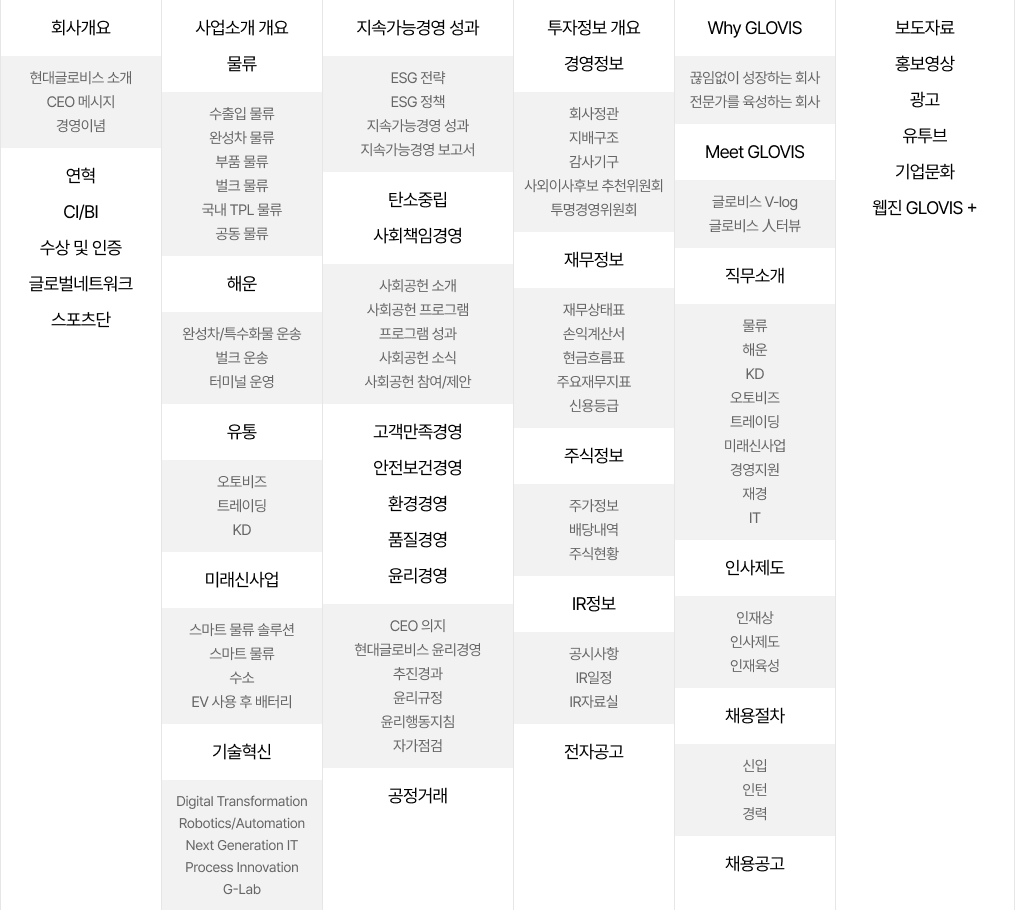 회사개요
현대글로비스 소개
CEO 메시지
경영이념
연혁
CI/BI
수상 및 인증
글로벌네트워크
스포츠단
사업소개 개요
물류
수출입 물류
완성차 물류
부품 물류
벌크 물류
국내 TPL 물류
공동 물류
해운
완성차/특수화물 운송
벌크 운송
터미널 운영
유통
오토비즈
트레이딩
KD
미래신사업
스마트 물류 솔루션
스마트 물류
수소
EV 사용 후 배터리
기술혁신
Digital Transformation
Robotics/Automation
Next Generation IT
Process Innovation
G-Lab
지속가능경영 성과
ESG 전략
ESG 정책
지속가능경영 성과
지속가능경영 보고서
탄소중립
사회책임경영
사회공헌 소개
사회공헌 프로그램
프로그램 성과
사회공헌 소식
사회공헌 참여/제안
고객만족경영
안전보건경영
환경경영
품질경영
윤리경영
CEO 의지
현대글로비스 윤리경영
추진경과
윤리규정
윤리행동지침
자가점검
공정거래
투자정보 개요
경영정보
회사정관
지배구조
감사기구
사외이사후보 추천위원회
투명경영위원회
재무정보
재무상태표
손익계산서
현금흐름표
주요재무지표
신용등급
주식정보
주가정보
배당내역
주식현황
IR정보
공시사항
IR일정
IR자료실
전자공고
Why GLOVIS
끊임없이 성장하는 회사
전문가를 육성하는 회사
Meet GLOVIS
글로비스 V-log
글로비스 人터뷰
직무소개
물류
해운
KD
오토비즈
트레이딩
미래신사업
경영지원
재경
IT
인사제도
인재상
인사제도
인재육성
채용절차
신입
인턴
경력
채용공고
보도자료
홍보영상
광고
유투브
기업문화
웹진 GLOVIS +